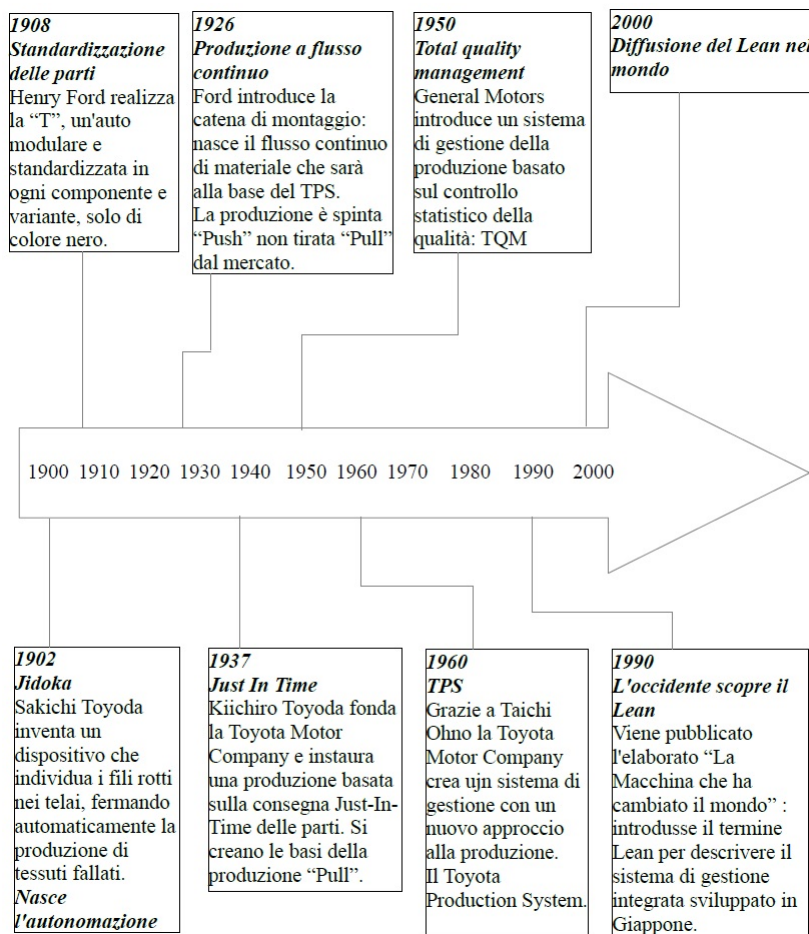 1908
Standardizzazione
delle parti
Henry Ford realizza
la “T”, un'auto
modulare e
standardizzata in
ogni componente e
variante, solo di
colore nero.
1926
Produzione a flusso
continuo
Ford introduce la
catena di montaggio:
nasce il flusso continuo
di materiale che sarà
alla base del TPS.
La produzione è spinta
“Push” non tirata “Pull”
dal mercato.
1950
Total quality
management
General Motors
introduce un sistema
di gestione della
produzione basato
sul controllo
statistico della
qualità: TQM
2000
Diffusione del Lean nel
mondo
1900 1910 1920 1930 1940 1950 1960 1970 1980 1990 2000
1902
Jidoka
Sakichi Toyoda
inventa un
dispositivo che
individua i fili rotti
nei telai, fermando
automaticamente la
produzione di
tessuti fallati.
Nasce
l'autonomazione
1937
Just In Time
Kiichiro Toyoda fonda
la Toyota Motor
Company e instaura
una produzione basata
sulla consegna Just-In-
Time delle parti. Si
creano le basi della
produzione “Pull”.
1960
TPS
Grazie a Taichi
Ohno la Toyota
Motor Company
crea ujn sistema di
gestione con un
nuovo approccio
alla produzione.
Il Toyota
Production System.
1990
L'occidente scopre il
Lean
Viene pubblicato
l'elaborato “La
Macchina che ha
cambiato il mondo” :
introdusse il termine
Lean per descrivere il
sistema di gestione
integrata sviluppato in
Giappone.